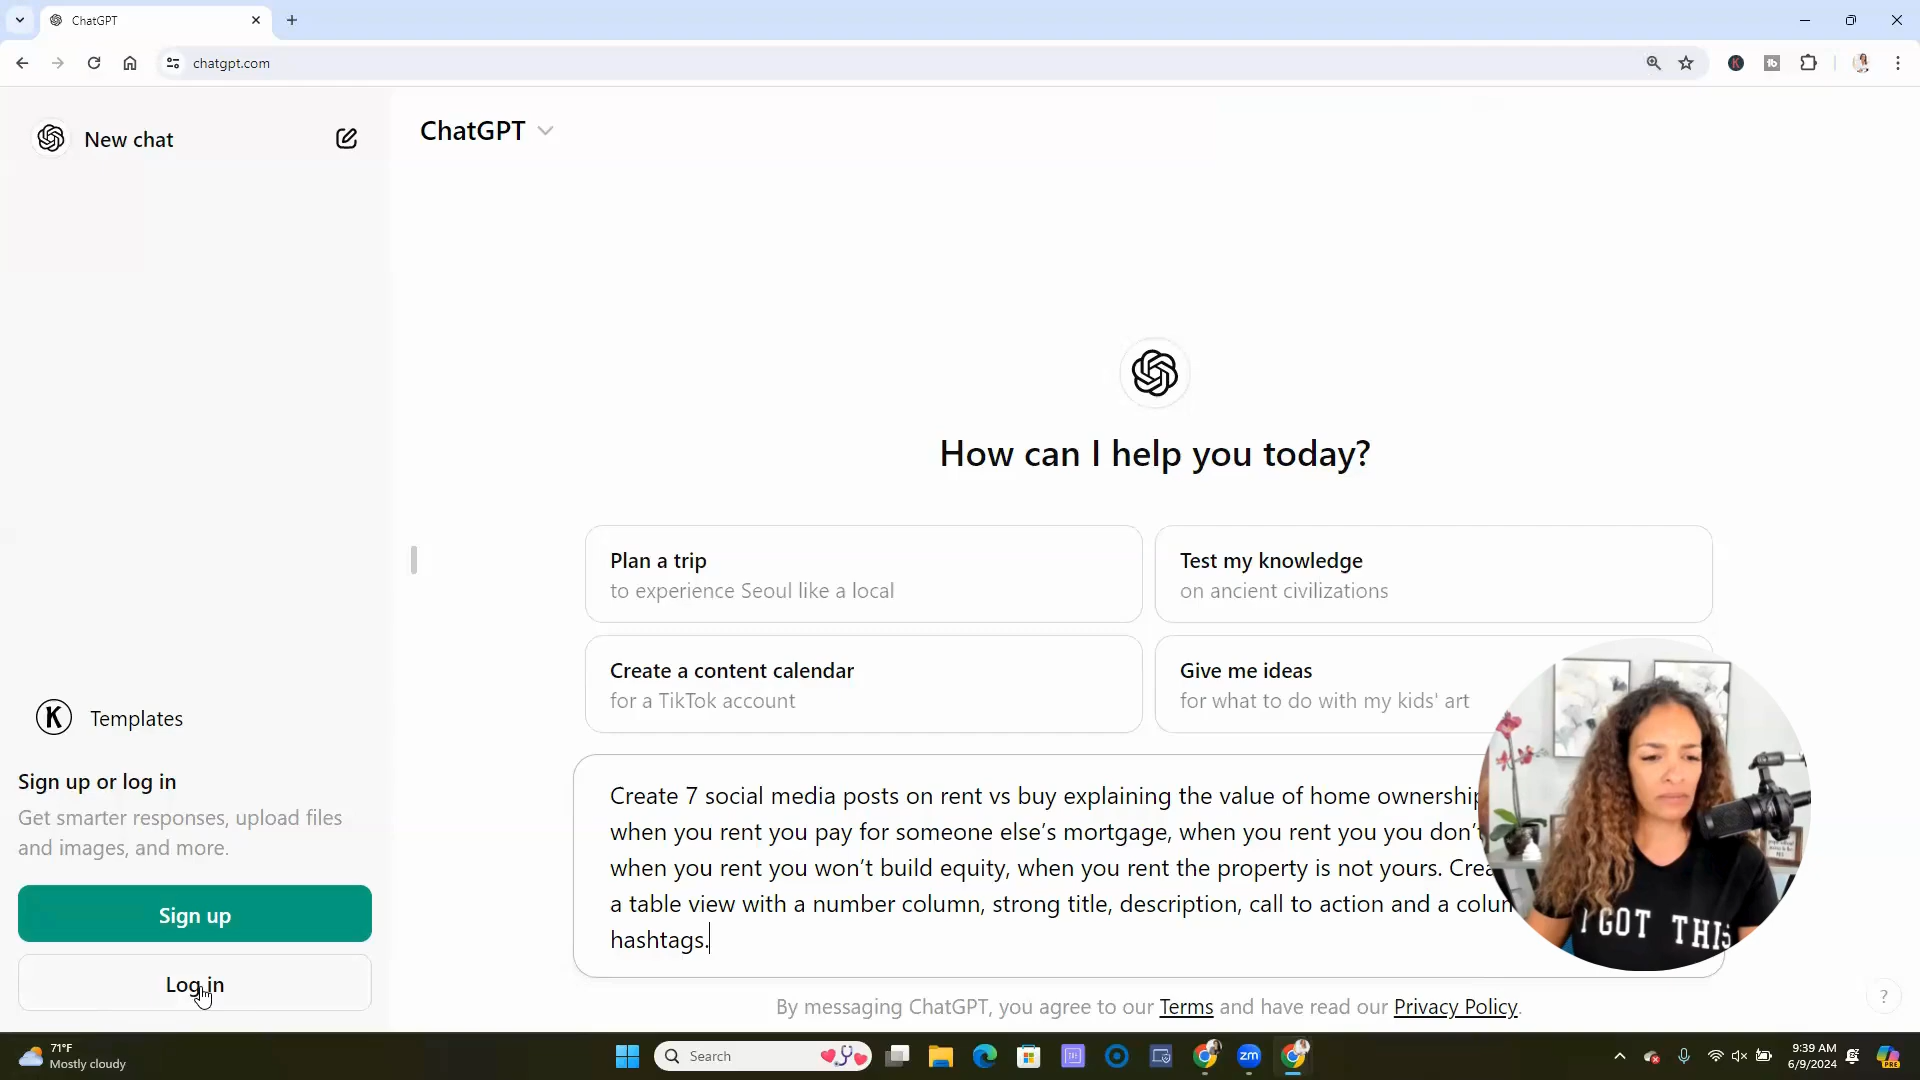 ChatGPT
chatgpt.com
New chat
ChatGPT
How can I help you today?
Plan a trip
to experience Seoul like a local
Test my knowledge
on ancient civilizations
Create a content calendar
for a TikTok account
Give me ideas
for what to do with my kids' art
K Templates
Sign up or log in
Get smarter responses, upload files
and images, and more.
Sign up
Log in
Create 7 social media posts on rent vs buy explaining the value of home ownership
when you rent you pay for someone else’s mortgage, when you rent you you don’t
when you rent you won’t build equity, when you rent the property is not yours. Crea
a table view with a number column, strong title, description, call to action and a colum
hashtags.
I GOT THIS
By messaging ChatGPT, you agree to our Terms and have read our Privacy Policy.
?
71°F
Mostly cloudy
Search
zm
9:39 AM
6/9/2024
PRE